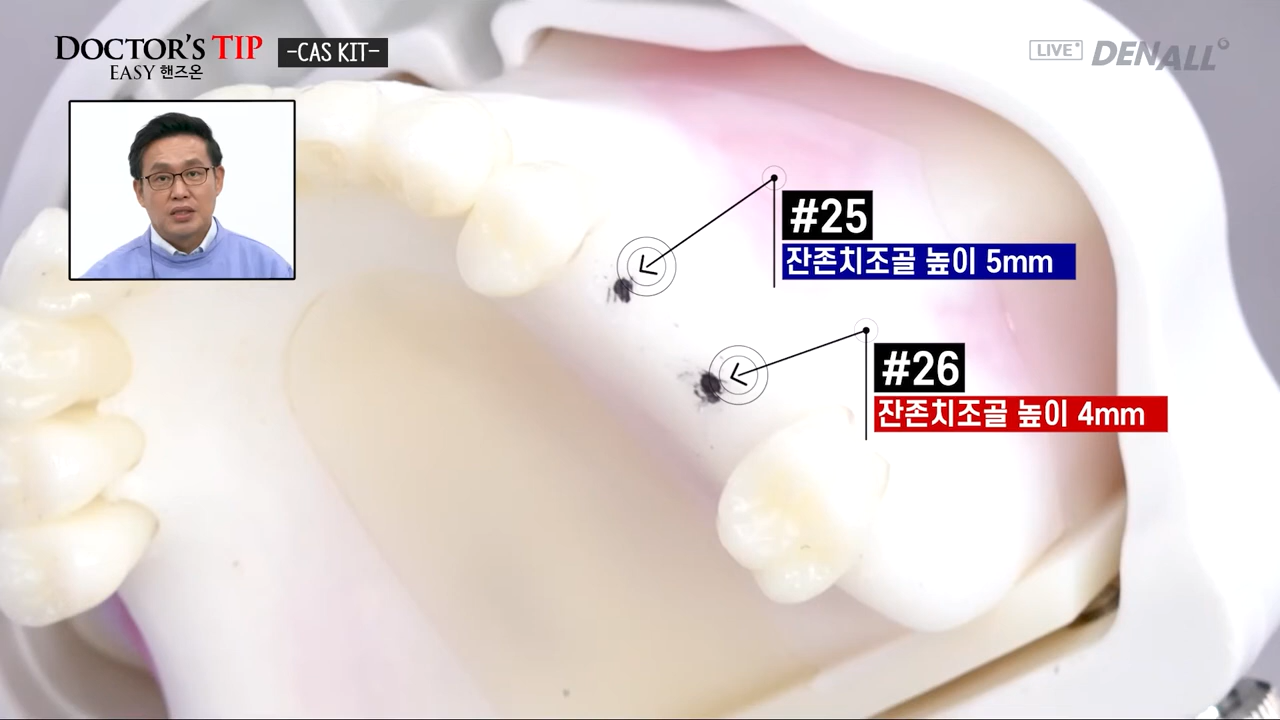 DOCTOR'S TIP
EASY 핸즈온
-CAS KIT-
LIVE
DENALL
#25
잔존치조골 높이 5mm
#26
잔존치조골 높이 4mm